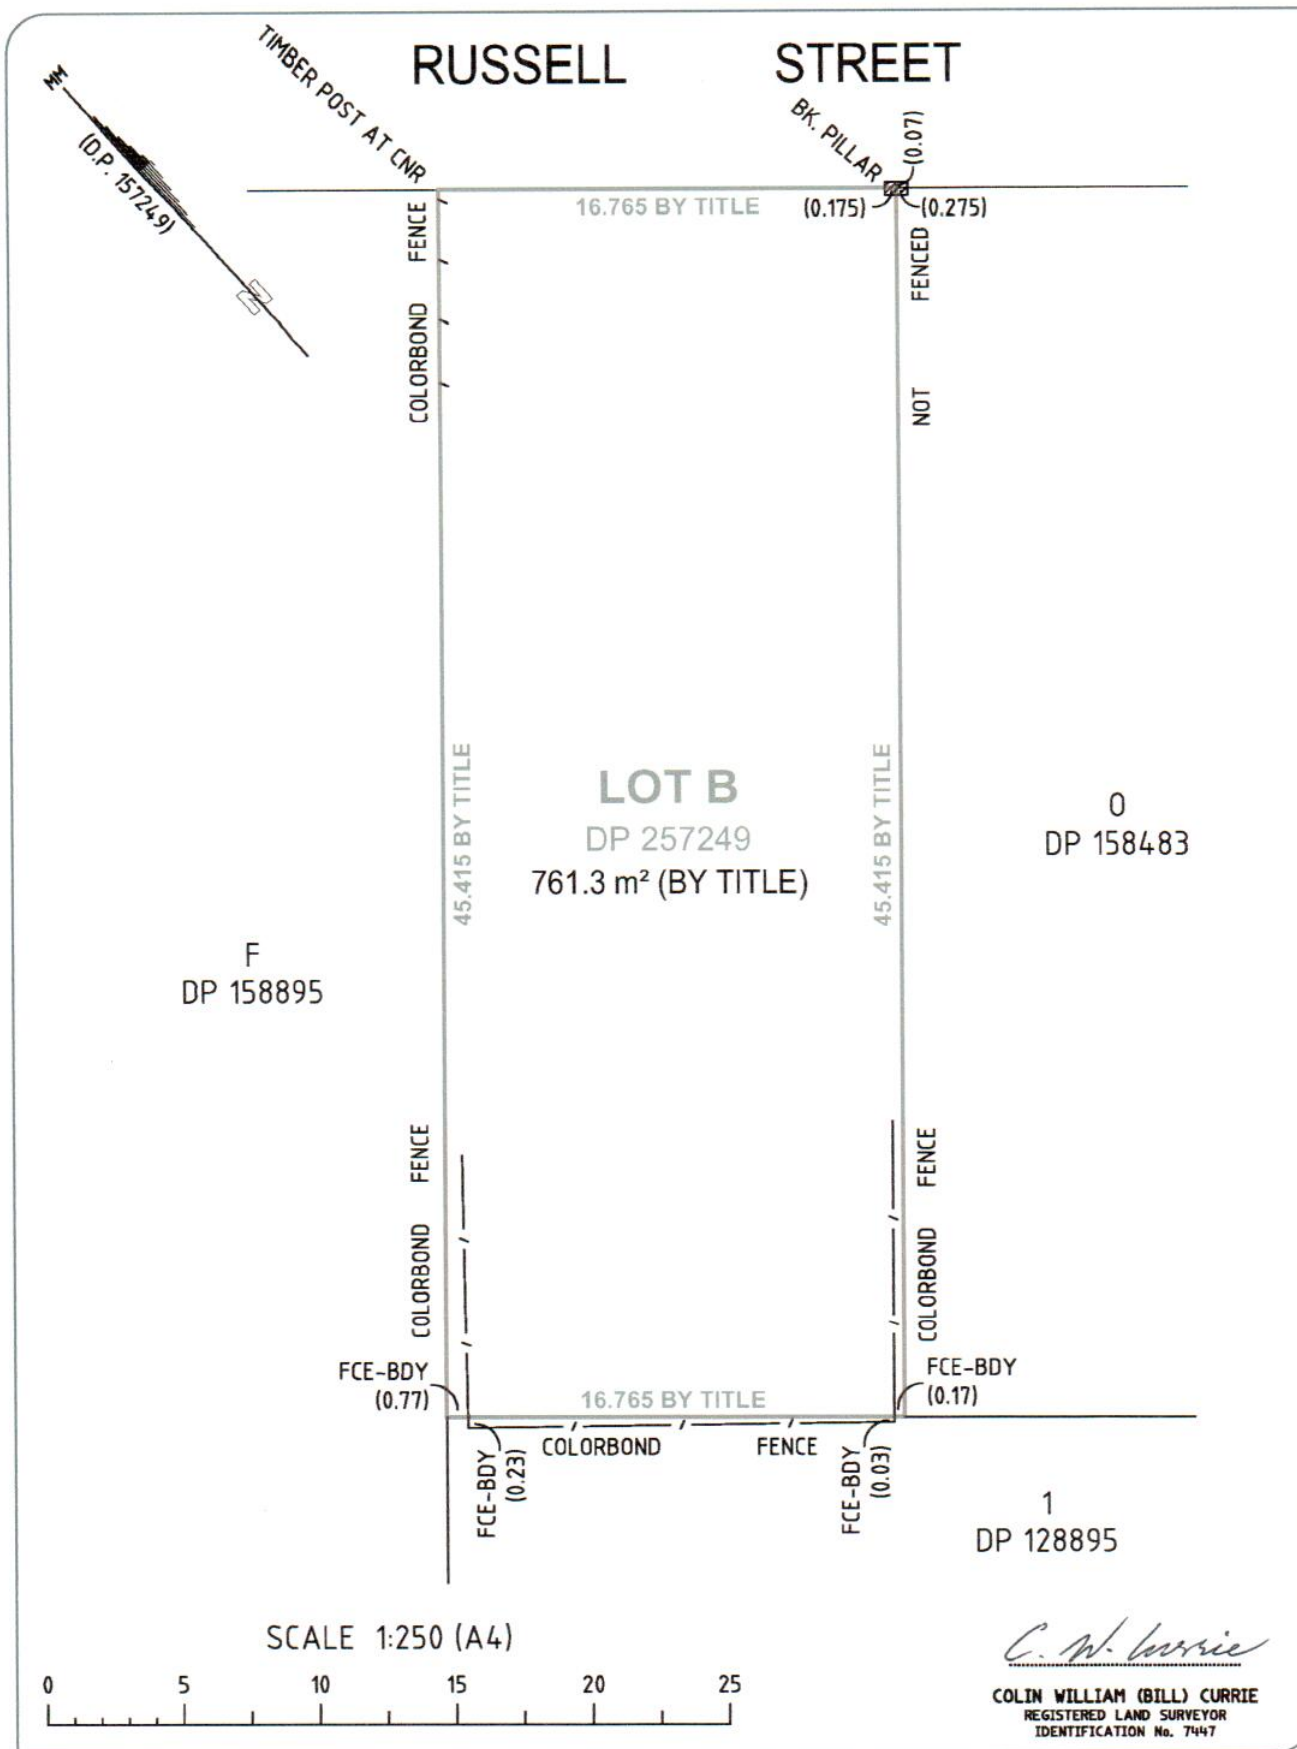 RUSSELL STREET
TIMBER POST AT CNR
BK. PILLAR
(0.07)
(D.P. 157249)
N
16.765 BY TITLE
(0.175)
(0.275)
COLORBOND FENCE
NOT FENCED
45.415 BY TITLE
LOT B
DP 257249
761.3 m² (BY TITLE)
45.415 BY TITLE
O
DP 158483
F
DP 158895
COLORBOND FENCE
COLORBOND FENCE
FCE-BDY
(0.77)
16.765 BY TITLE
FCE-BDY
(0.17)
FCE-BDY
(0.23)
COLORBOND FENCE
FCE-BDY
(0.03)
1
DP 128895
SCALE 1:250 (A4)
0 5 10 15 20 25
C. W. Currie
COLIN WILLIAM (BILL) CURRIE
REGISTERED LAND SURVEYOR
IDENTIFICATION No. 7447